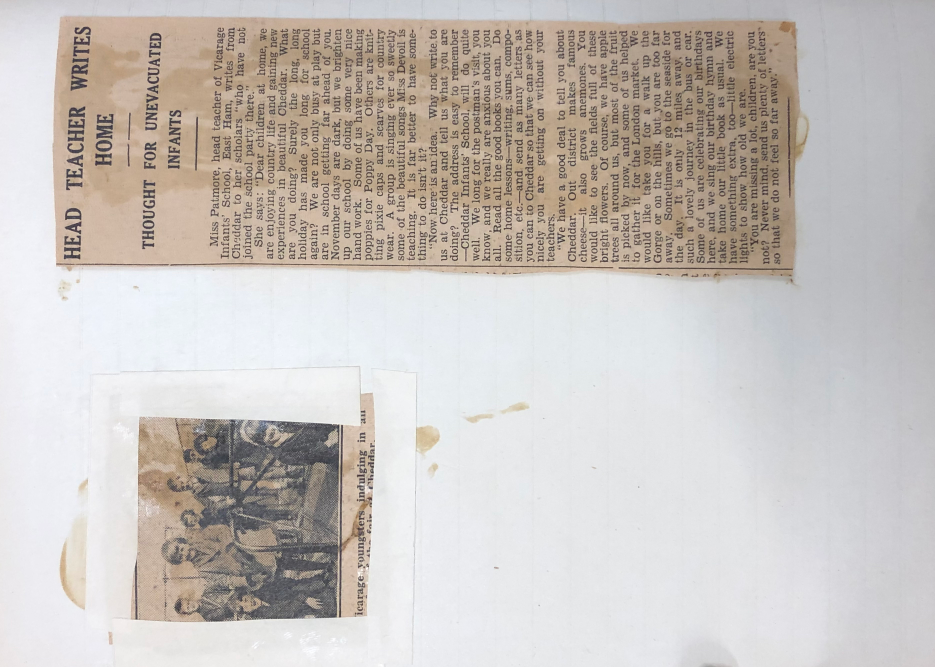 HEAD TEACHER WRITES
HOME
THOUGHT FOR UNEVACUATED
INFANTS
Miss Patmore, head teacher of Vicarage
Infants' School, East Ham, writes from
Cheddar to her scholars "who have not
joined the school party there."
She says: "Dear children at home, we
are enjoying country life and gaining new
experiences in beautiful Cheddar. What
are you doing? Surely the long, long
holiday has made you long for school
again? We are not only busy at play but
are in school getting far ahead of you.
November days are dark, but we brighten
up our school by doing some very nice
hand work. Some of us have been making
poppies for Poppy Day. Others are knit-
ting pixie caps and scarves for country
wear. A group is singing ever so sweetly
some of the beautiful songs Miss Devoil is
teaching. It is far better to have some-
thing to do isn't it?
"Now here is an idea. Why not write to
us at Cheddar and tell us what you are
doing? The address is easy to remember
—Cheddar Infants' School, will do quite
well. We long for the postman's visit you
know, and we really are anxious about you
all. Read all the good books you can. Do
some home lessons—writing, sums, compo-
sition, etc.—and send as many letters as
you can to Cheddar so that we can see how
nicely you are getting on without your
teachers.
"We have a good deal to tell you about
Cheddar. Our district makes famous
cheese—it also grows anemones. You
would like to see the fields full of these
bright flowers. Of course, we have apple
trees all around us, but most of the fruit
is picked by now, and some of us helped
to gather it for the London market. We
would like to take you for a walk up the
Gorge or on the hills, but you are too far
away. Sometimes we go to the seaside for
the day. It is only 12 miles away, and
such a lovely journey in the bus or car.
Some of us are celebrating our birthdays
here, and we sing our birthday hymn and
take home our little book as usual. We
have something extra, too—little electric
lights to show how old we are.
"You are missing a lot, children, are you
not? Never mind, send us plenty of letters
so that we do not feel so far away."
icarage youngsters indulging in an
the fair at Cheddar